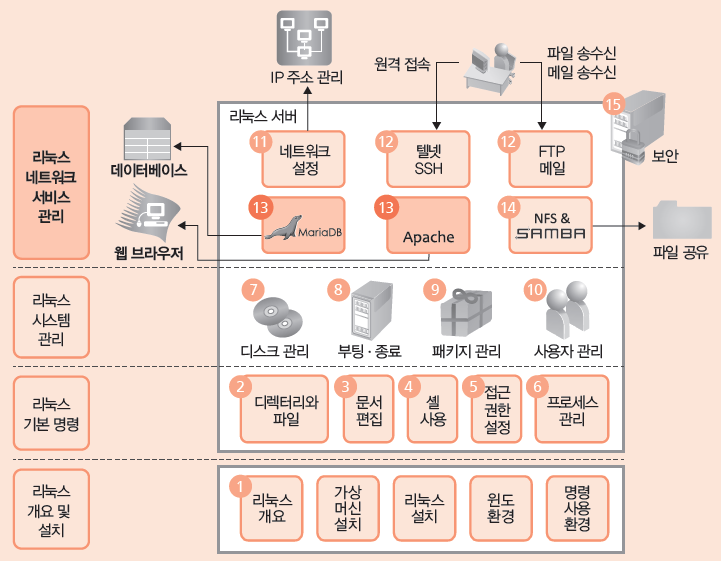 IP 주소 관리
원격 접속
파일 송수신
메일 송수신
리눅스
네트워크
서비스
관리
데이터베이스
웹 브라우저
리눅스 서버
11
네트워크
설정
12
텔넷
SSH
12
FTP
메일
15
보안
13
MariaDB
13
Apache
14
NFS &
SAMBA
파일 공유
리눅스
시스템
관리
7
디스크 관리
8
부팅·종료
9
패키지 관리
10
사용자 관리
리눅스
기본 명령
2
디렉터리와
파일
3
문서
편집
4
셸
사용
5
접근
권한
설정
6
프로세스
관리
리눅스
개요 및
설치
1
리눅스
개요
가상
머신
설치
리눅스
설치
윈도
환경
명령
사용
환경